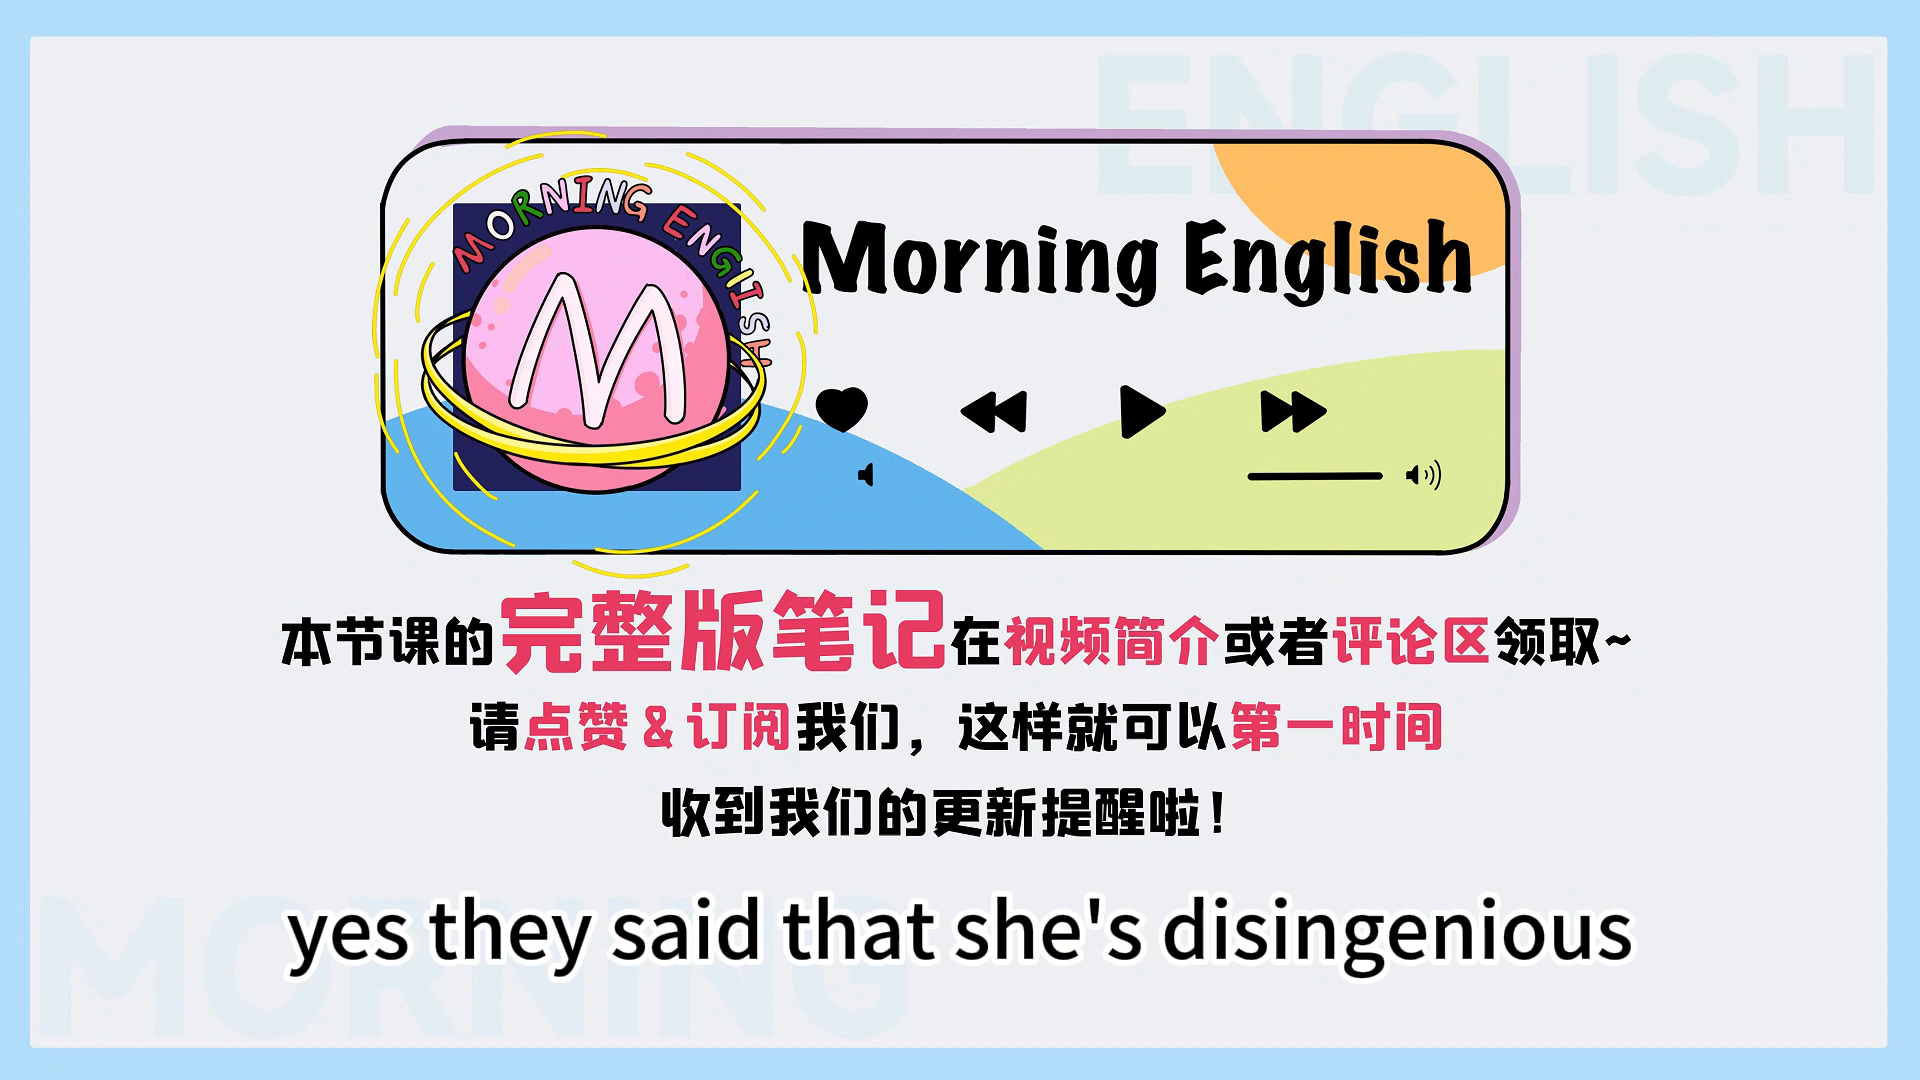 ENGLISH
MORNING ENGLISH
M
Morning English
本节课的完整版笔记在视频简介或者评论区领取~
请点赞&订阅我们，这样就可以第一时间
收到我们的更新提醒啦！
MORNING
yes they said that she's disingenious